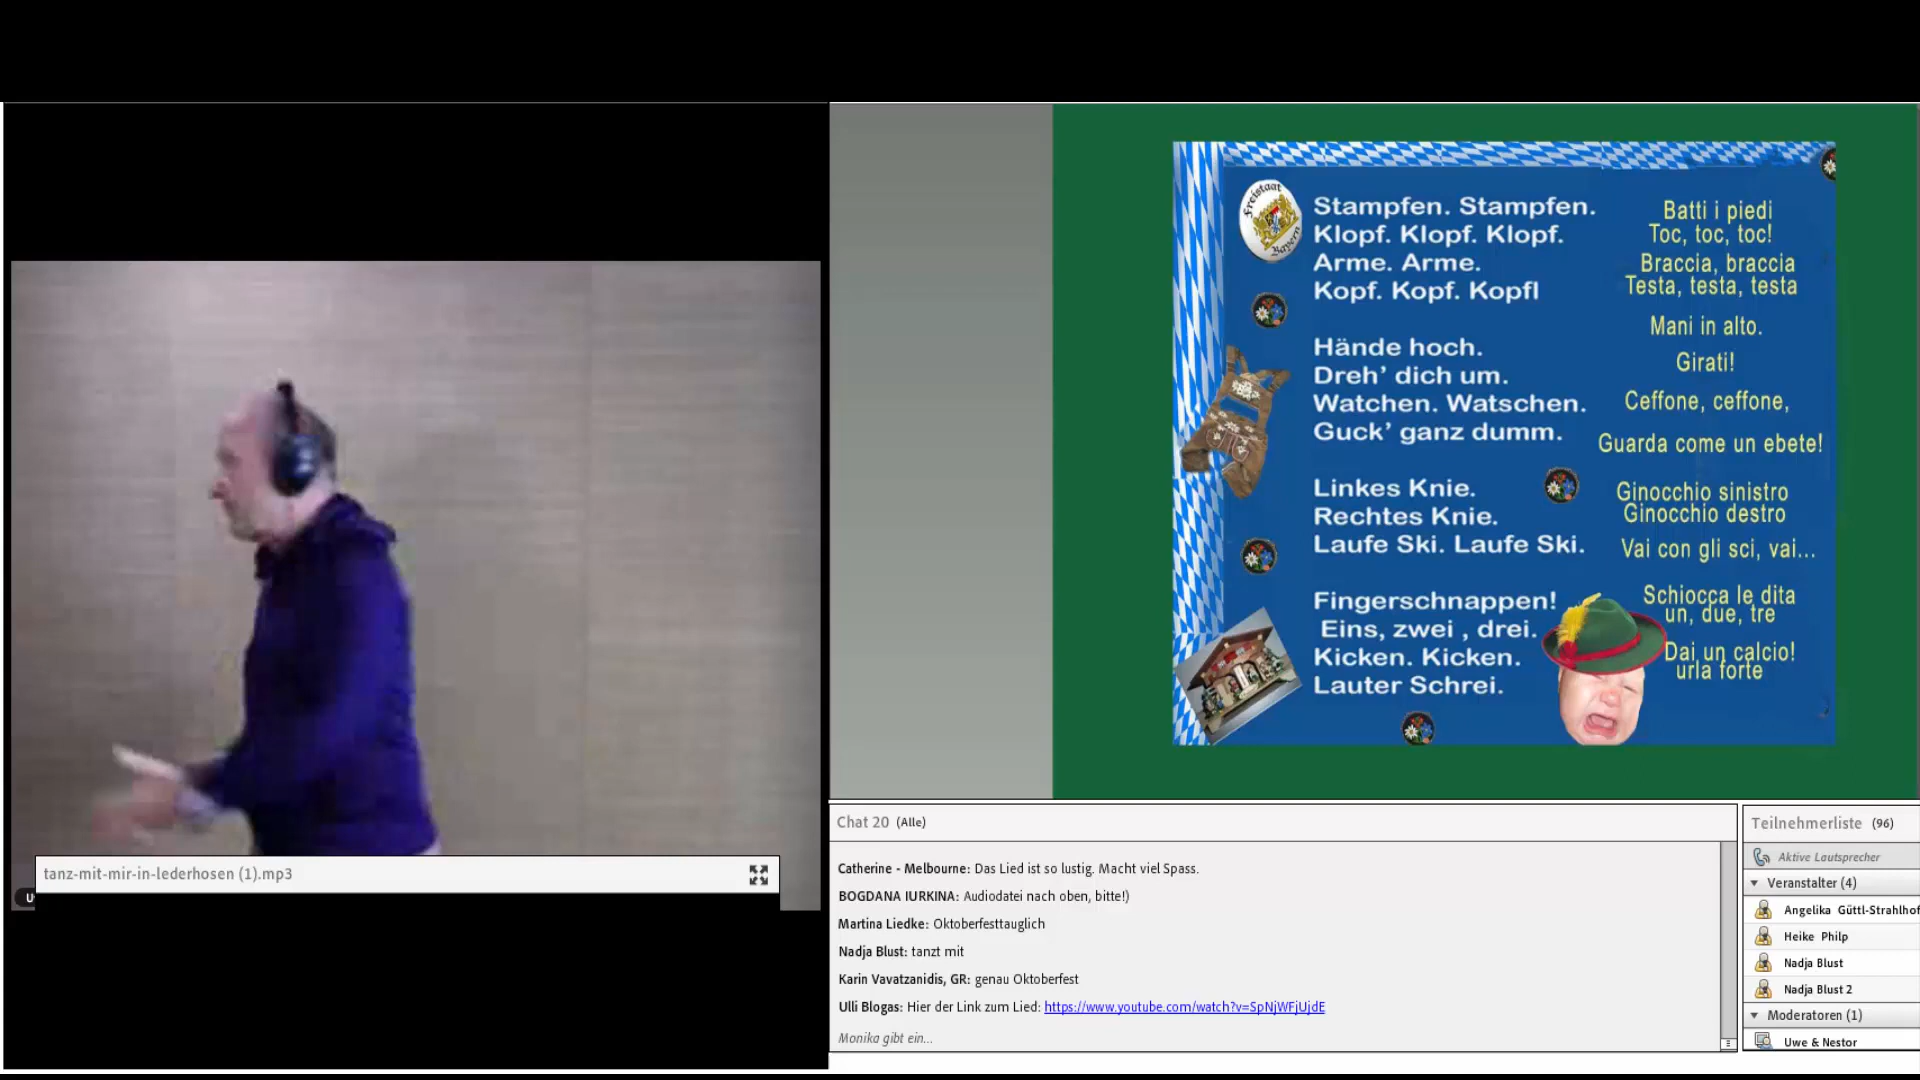 Freistaat
Bayern
Stampfen. Stampfen.
Klopf. Klopf. Klopf.
Arme. Arme.
Kopf. Kopf. Kopfl
Hände hoch.
Dreh’ dich um.
Watchen. Watschen.
Guck’ ganz dumm.
Linkes Knie.
Rechtes Knie.
Laufe Ski. Laufe Ski.
Fingerschnappen!
Eins, zwei , drei.
Kicken. Kicken.
Lauter Schrei.
Batti i piedi
Toc, toc, toc!
Braccia, braccia
Testa, testa, testa
Mani in alto.
Girati!
Ceffone, ceffone,
Guarda come un ebete!
Ginocchio sinistro
Ginocchio destro
Vai con gli sci, vai...
Schiocca le dita
un, due, tre
Dai un calcio!
urla forte
tanz-mit-mir-in-lederhosen (1).mp3
Chat 20 (Alle)
Catherine - Melbourne: Das Lied ist so lustig. Macht viel Spass.
BOGDANA IURKINA: Audiodatei nach oben, bitte!)
Martina Liedke: Oktoberfesttauglich
Nadja Blust: tanzt mit
Karin Vavatzanidis, GR: genau Oktoberfest
Ulli Blogas: Hier der Link zum Lied: https://www.youtube.com/watch?v=SpNjWFjUjdE
Monika gibt ein...
Teilnehmerliste (96)
Aktive Lautsprecher
Veranstalter (4)
Angelika Güttl-Strahlhof
Heike Philp
Nadja Blust
Nadja Blust 2
Moderatoren (1)
Uwe & Nestor